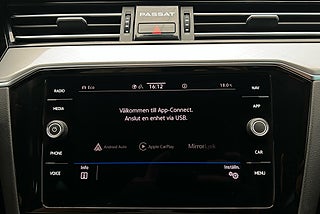 PASSAT
RADIO
Eco
16:12
18.0
NAV
MEDIA
APP
Välkommen till App-Connect.
Anslut en enhet via USB.
PHONE
Android Auto
Apple CarPlay
MirrorLink
CAR
VOICE
Info
Inställn.
MENU